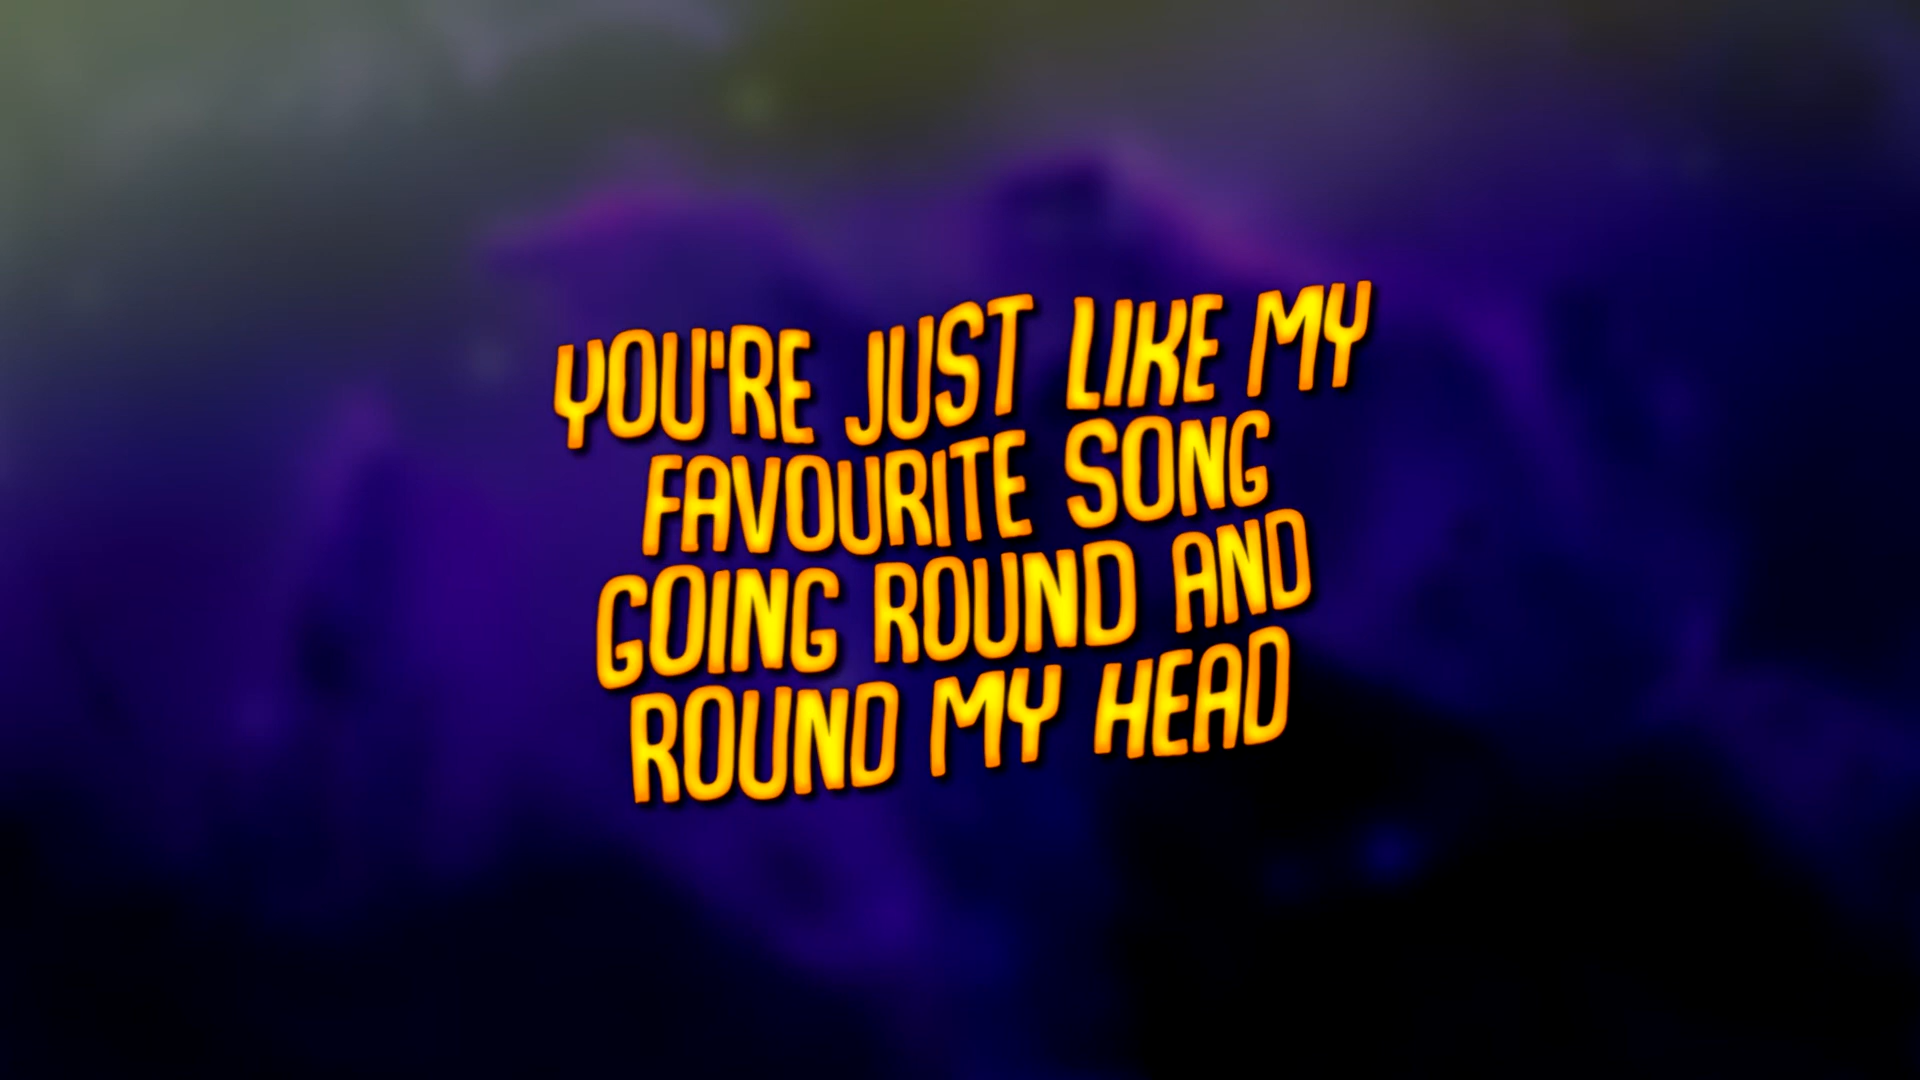 YOU'RE JUST LIKE MY
FAVOURITE SONG
GOING ROUND AND
ROUND MY HEAD